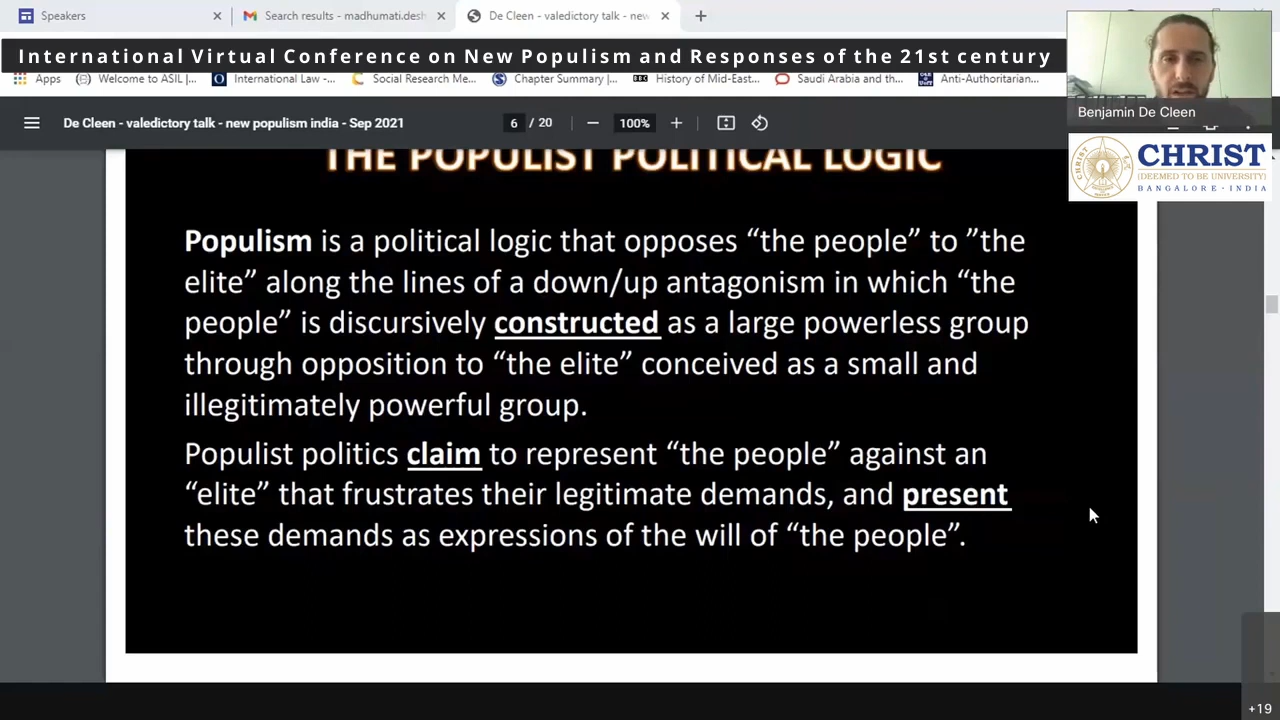 Speakers
Search results - madhumati.desh
De Cleen - valedictory talk - new
International Virtual Conference on New Populism and Responses of the 21st century
Apps
Welcome to ASIL |...
International Law -...
Social Research Me...
Chapter Summary |...
BBC
History of Mid-East...
Saudi Arabia and th...
Anti-Authoritarian...
Benjamin De Cleen
De Cleen - valedictory talk - new populism india - Sep 2021
6 / 20
100%
CHRIST
(DEEMED TO BE UNIVERSITY)
BANGALORE · INDIA
THE POPULIST POLITICAL LOGIC
Populism is a political logic that opposes “the people” to ”the
elite” along the lines of a down/up antagonism in which “the
people” is discursively constructed as a large powerless group
through opposition to “the elite” conceived as a small and
illegitimately powerful group.
Populist politics claim to represent “the people” against an
“elite” that frustrates their legitimate demands, and present
these demands as expressions of the will of “the people”.
+19